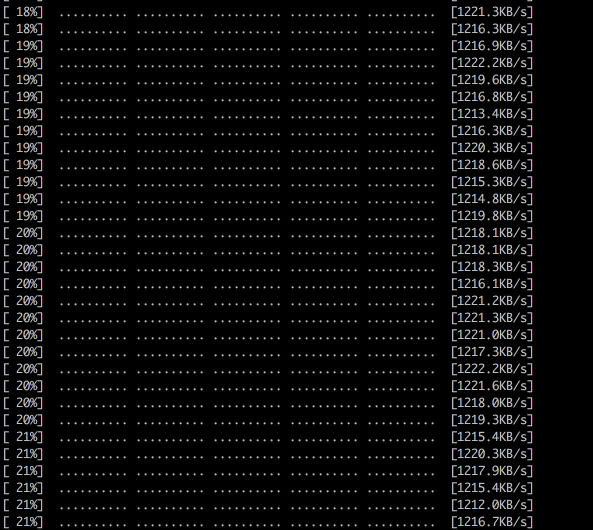 [ 18%]  .......... .......... .......... .......... ..........  [1221.3KB/s]
[ 18%]  .......... .......... .......... .......... ..........  [1216.3KB/s]
[ 19%]  .......... .......... .......... .......... ..........  [1216.9KB/s]
[ 19%]  .......... .......... .......... .......... ..........  [1222.2KB/s]
[ 19%]  .......... .......... .......... .......... ..........  [1219.6KB/s]
[ 19%]  .......... .......... .......... .......... ..........  [1216.8KB/s]
[ 19%]  .......... .......... .......... .......... ..........  [1213.4KB/s]
[ 19%]  .......... .......... .......... .......... ..........  [1216.3KB/s]
[ 19%]  .......... .......... .......... .......... ..........  [1220.3KB/s]
[ 19%]  .......... .......... .......... .......... ..........  [1218.6KB/s]
[ 19%]  .......... .......... .......... .......... ..........  [1215.3KB/s]
[ 19%]  .......... .......... .......... .......... ..........  [1214.8KB/s]
[ 19%]  .......... .......... .......... .......... ..........  [1219.8KB/s]
[ 20%]  .......... .......... .......... .......... ..........  [1218.1KB/s]
[ 20%]  .......... .......... .......... .......... ..........  [1218.1KB/s]
[ 20%]  .......... .......... .......... .......... ..........  [1218.3KB/s]
[ 20%]  .......... .......... .......... .......... ..........  [1216.1KB/s]
[ 20%]  .......... .......... .......... .......... ..........  [1221.2KB/s]
[ 20%]  .......... .......... .......... .......... ..........  [1221.3KB/s]
[ 20%]  .......... .......... .......... .......... ..........  [1221.0KB/s]
[ 20%]  .......... .......... .......... .......... ..........  [1217.3KB/s]
[ 20%]  .......... .......... .......... .......... ..........  [1222.2KB/s]
[ 20%]  .......... .......... .......... .......... ..........  [1221.6KB/s]
[ 20%]  .......... .......... .......... .......... ..........  [1218.0KB/s]
[ 20%]  .......... .......... .......... .......... ..........  [1219.3KB/s]
[ 21%]  .......... .......... .......... .......... ..........  [1215.4KB/s]
[ 21%]  .......... .......... .......... .......... ..........  [1220.3KB/s]
[ 21%]  .......... .......... .......... .......... ..........  [1217.9KB/s]
[ 21%]  .......... .......... .......... .......... ..........  [1215.4KB/s]
[ 21%]  .......... .......... .......... .......... ..........  [1212.0KB/s]
[ 21%]  .......... .......... .......... .......... ..........  [1216.7KB/s]